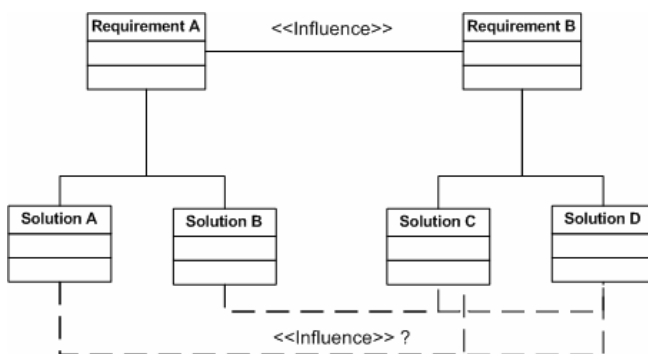 Requirement A
<<Influence>>
Requirement B
Solution A
Solution B
Solution C
Solution D
<<Influence>> ?